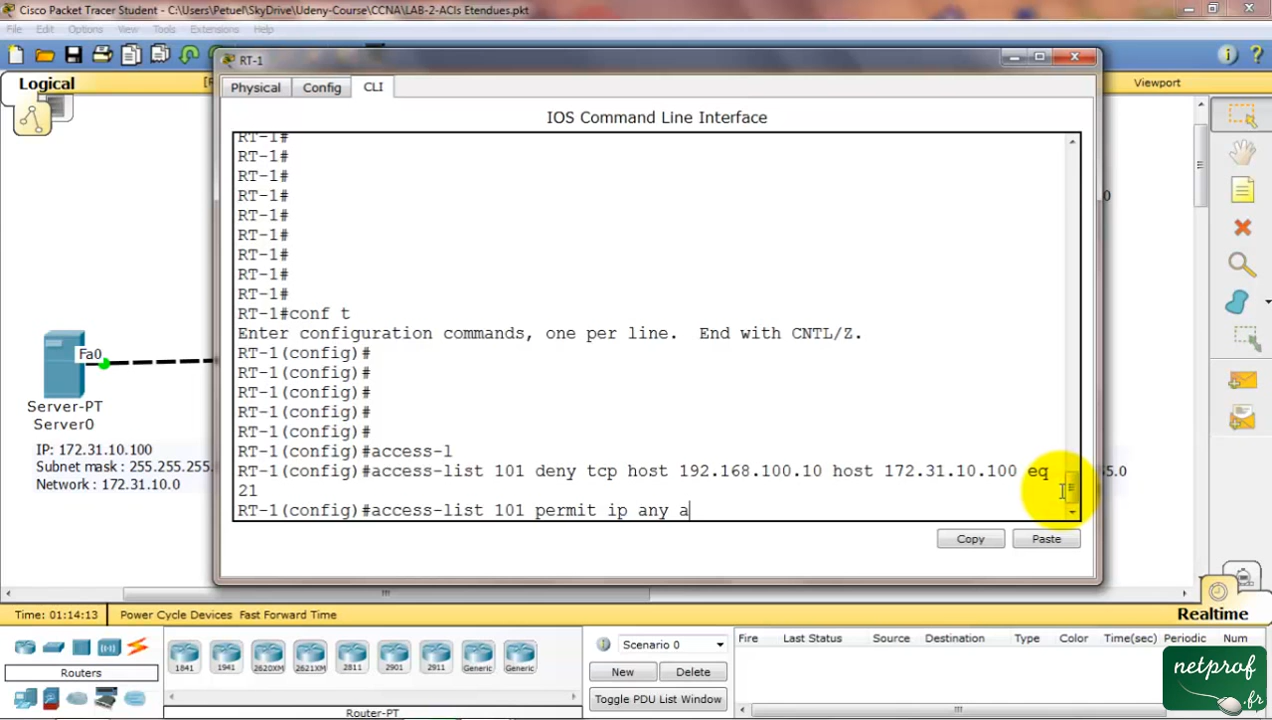 Cisco Packet Tracer Student - C:\Users\Petuel\SkyDrive\Udeny-Course\CCNA\LAB-2-ACIs Etendues.pkt
File Edit Options View Tools Extensions
RT-1
Logical
Viewport
Physical Config CLI
IOS Command Line Interface
RT-1#
RT-1#
RT-1#
RT-1#
RT-1#
RT-1#
RT-1#
RT-1#
RT-1#
RT-1#conf t
Enter configuration commands, one per line. End with CNTL/Z.
RT-1(config)#
RT-1(config)#
RT-1(config)#
RT-1(config)#
RT-1(config)#
RT-1(config)#access-l
RT-1(config)#access-list 101 deny tcp host 192.168.100.10 host 172.31.10.100 eq
21
RT-1(config)#access-list 101 permit ip any a
Copy Paste
Fa0
Server-PT
Server0
IP: 172.31.10.100
Subnet mask : 255.255.255.
Network : 172.31.10.0
Time: 01:14:13 Power Cycle Devices Fast Forward Time
Realtime
Routers
1841 1941 2620XM 2621XM 2811 2901 2911 Generic Generic
Router-PT
Scenario 0
New Delete
Toggle PDU List Window
Fire Last Status Source Destination Type Color Time(sec) Periodic Num
netprof
.fr